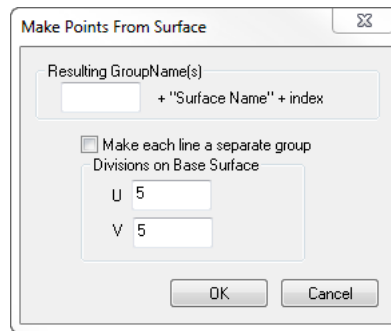 Make Points From Surface
Resulting GroupName(s)
+ "Surface Name" + index
Make each line a separate group
Divisions on Base Surface
U 5
V 5
OK Cancel